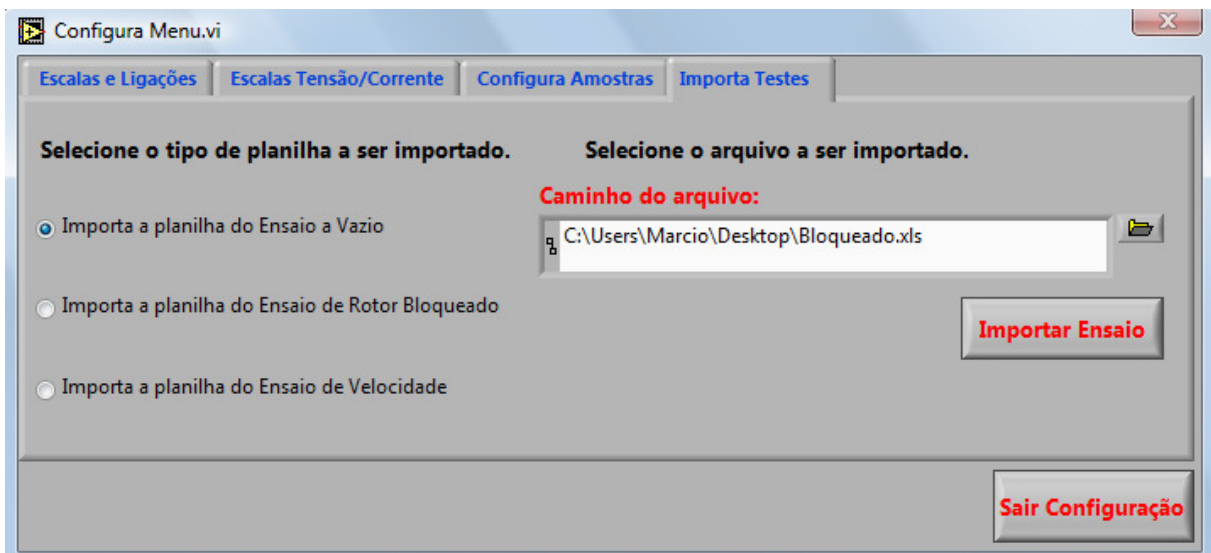 Configura Menu.vi
Escalas e Ligações
Escalas Tensão/Corrente
Configura Amostras
Importa Testes
Selecione o tipo de planilha a ser importado.
Selecione o arquivo a ser importado.
Caminho do arquivo:
Importa a planilha do Ensaio a Vazio
C:\Users\Marcio\Desktop\Bloqueado.xls
Importa a planilha do Ensaio de Rotor Bloqueado
Importar Ensaio
Importa a planilha do Ensaio de Velocidade
Sair Configuração